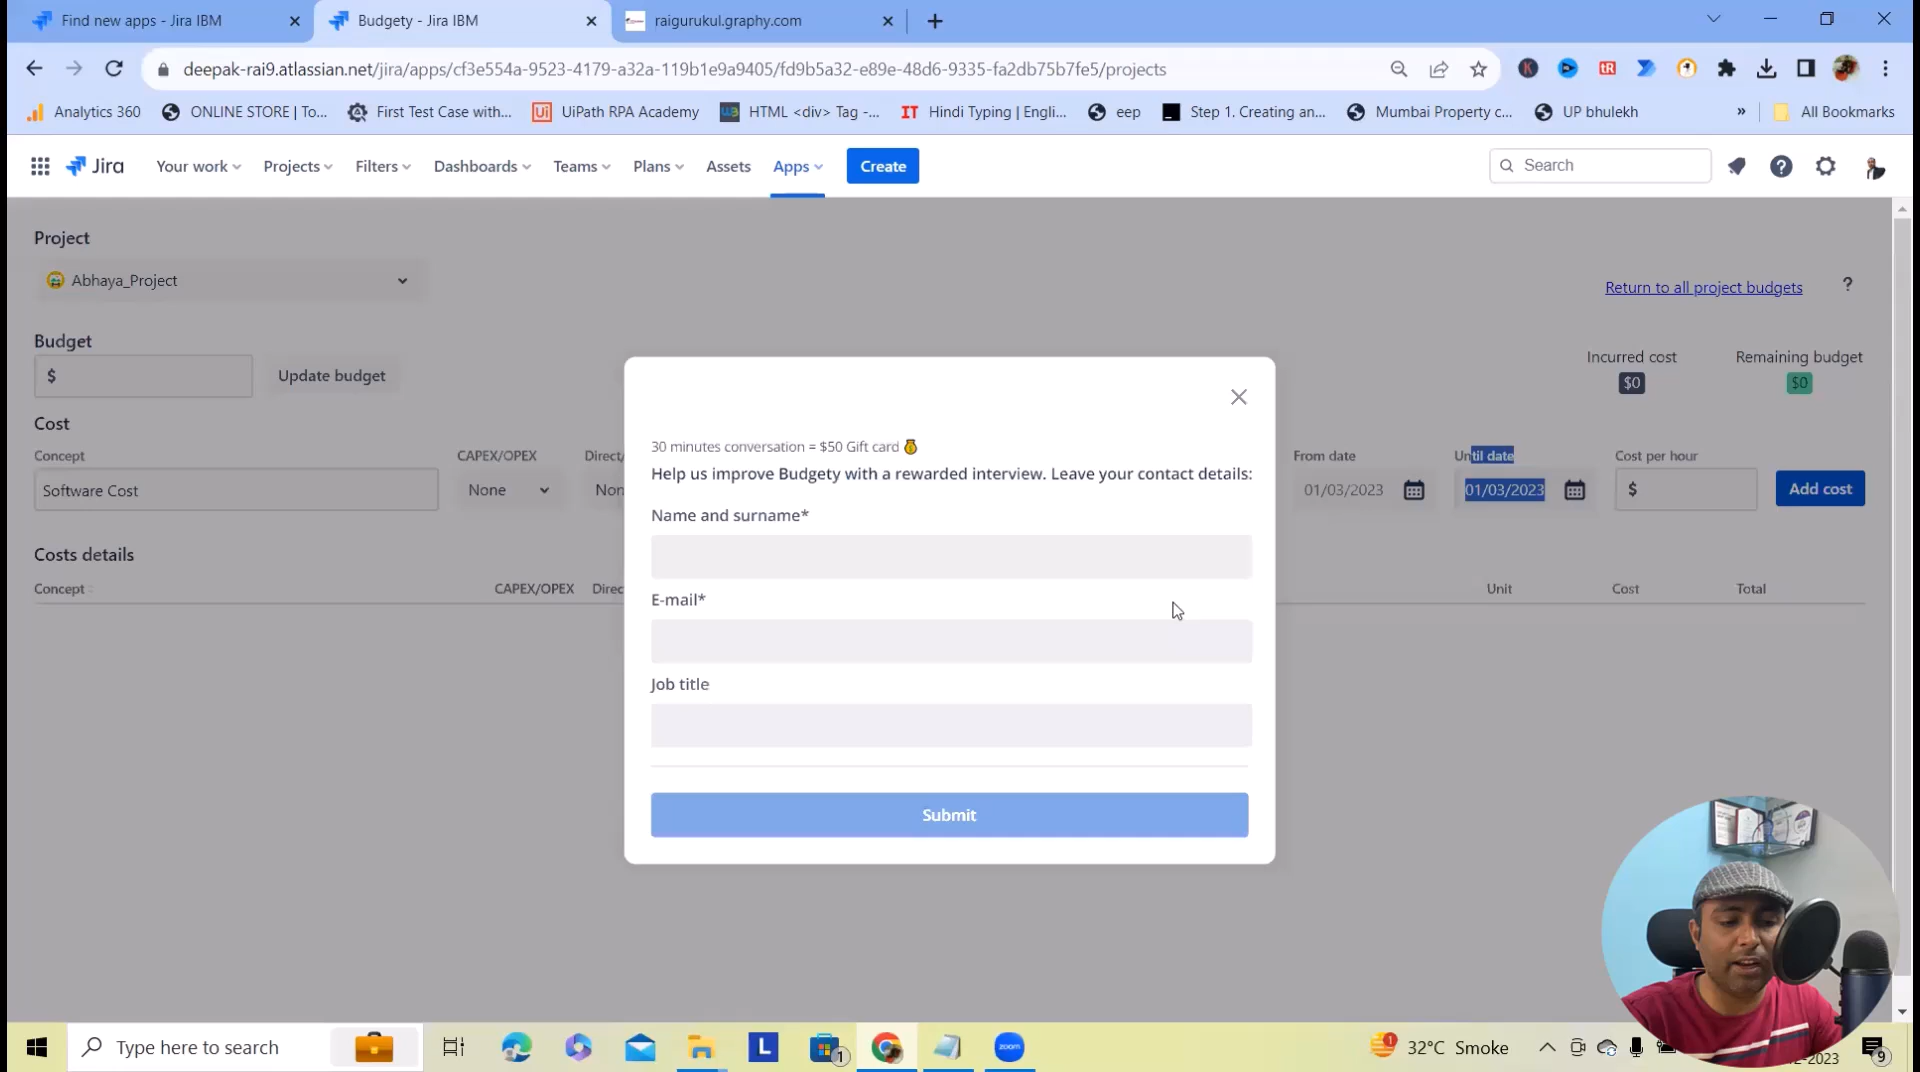 Find new apps - Jira IBM
Budgety - Jira IBM
raigurukul.graphy.com
deepak-rai9.atlassian.net/jira/apps/cf3e554a-9523-4179-a32a-119b1e9a9405/fd9b5a32-e89e-48d6-9335-fa2db75b7fe5/projects
Analytics 360
ONLINE STORE | To...
First Test Case with...
UiPath RPA Academy
HTML <div> Tag -...
Hindi Typing | Engli...
eep
Step 1. Creating an...
Mumbai Property c...
UP bhulekh
»
All Bookmarks
Jira
Your work
Projects
Filters
Dashboards
Teams
Plans
Assets
Apps
Create
Search
Project
Abhaya_Project
Return to all project budgets
?
Budget
$
Update budget
Incurred cost
$0
Remaining budget
$0
Cost
Concept
CAPEX/OPEX
Direct/
From date
Until date
Cost per hour
Software Cost
None
Non
01/03/2023
01/03/2023
$
Add cost
Costs details
Concept
CAPEX/OPEX
Direc
Unit
Cost
Total
30 minutes conversation = $50 Gift card
Help us improve Budgety with a rewarded interview. Leave your contact details:
Name and surname*
E-mail*
Job title
Submit
Type here to search
L
1
zoom
1
32°C Smoke
-2023
9